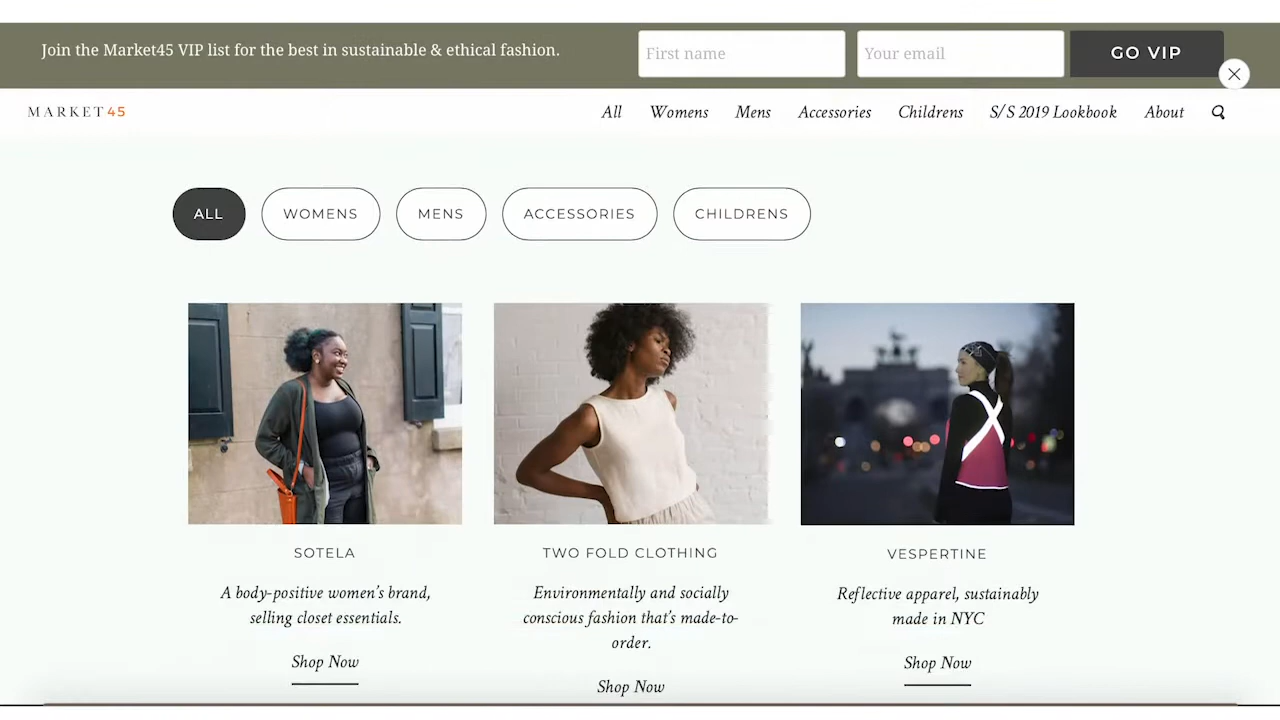 Join the Market45 VIP list for the best in sustainable & ethical fashion.
First name
Your email
GO VIP
MARKET45
All Womens Mens Accessories Childrens S/S 2019 Lookbook About
ALL WOMENS MENS ACCESSORIES CHILDRENS
SOTELA
A body-positive women's brand,
selling closet essentials.
Shop Now
TWO FOLD CLOTHING
Environmentally and socially
conscious fashion that's made-to-
order.
Shop Now
VESPERTINE
Reflective apparel, sustainably
made in NYC
Shop Now